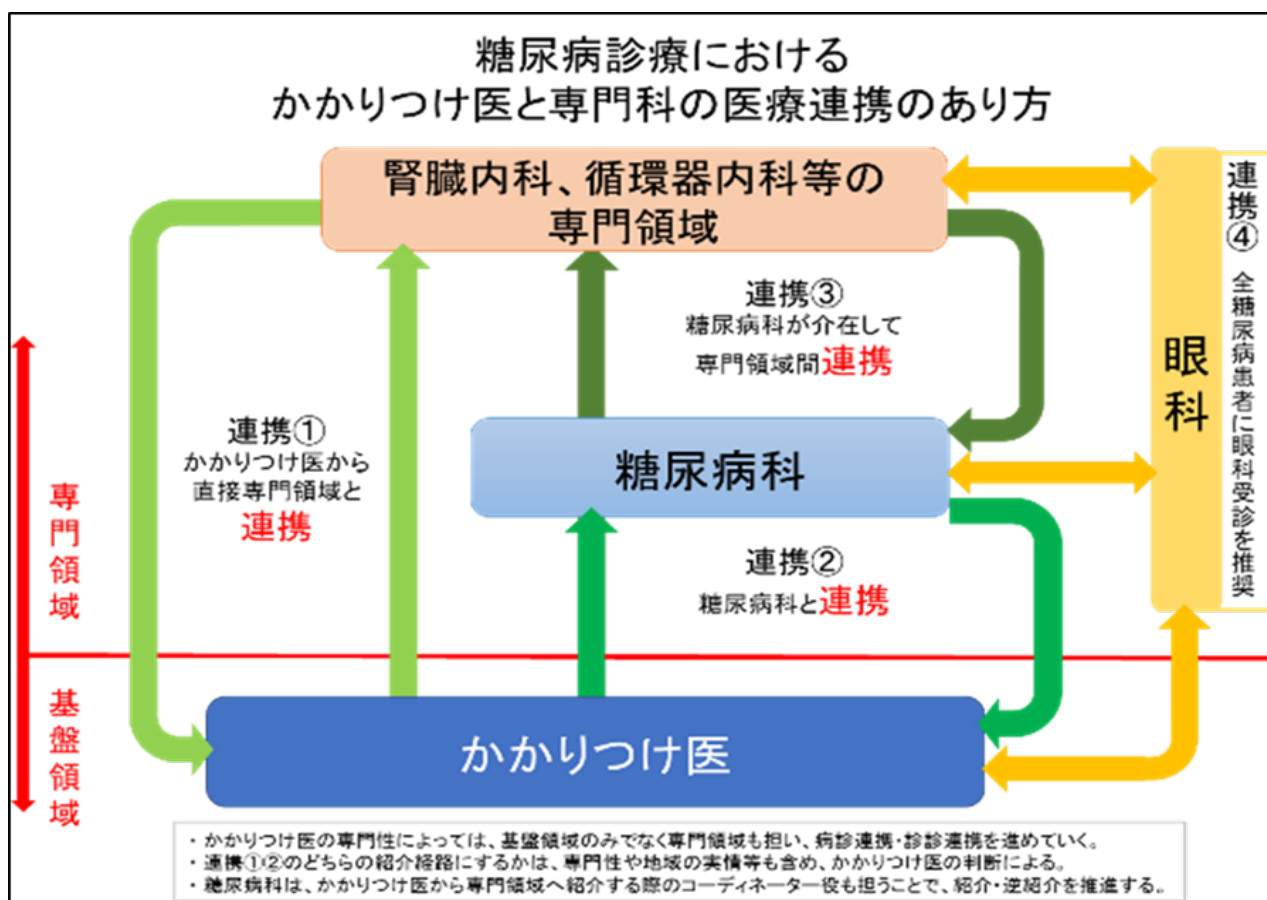 糖尿病診療における
かかりつけ医と専門科の医療連携のあり方
腎臓内科、循環器内科等の
専門領域
連携③
糖尿病科が介在して
専門領域間連携
連携①
かかりつけ医から
直接専門領域と
連携
糖尿病科
連携②
糖尿病科と連携
眼科
連携④ 全糖尿病患者に眼科受診を推奨
専門領域
基盤領域
かかりつけ医
・かかりつけ医の専門性によっては、基盤領域のみでなく専門領域も担い、病診連携・診診連携を進めていく。
・連携①②のどちらの紹介経路にするかは、専門性や地域の実情等も含め、かかりつけ医の判断による。
・糖尿病科は、かかりつけ医から専門領域へ紹介する際のコーディネーター役も担うことで、紹介・逆紹介を推進する。